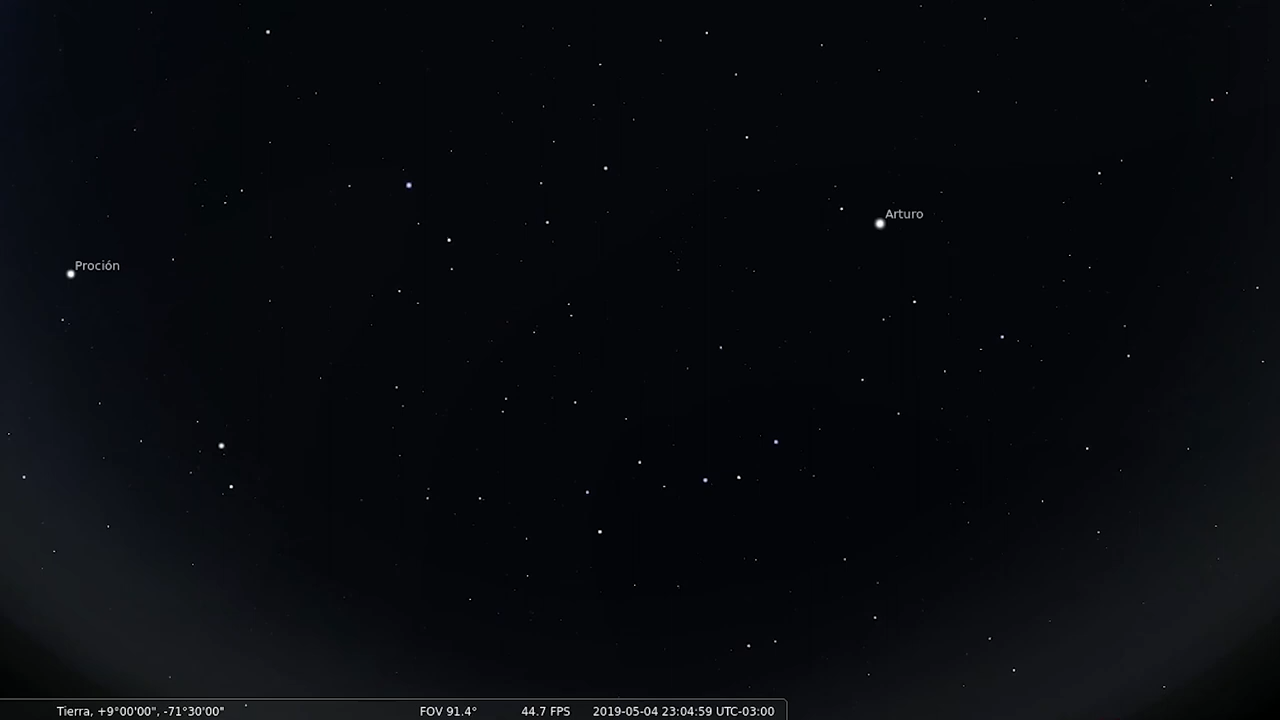 Arturo
Proción
Tierra, +9°00'00", -71°30'00" FOV 91.4° 44.7 FPS 2019-05-04 23:04:59 UTC-03:00